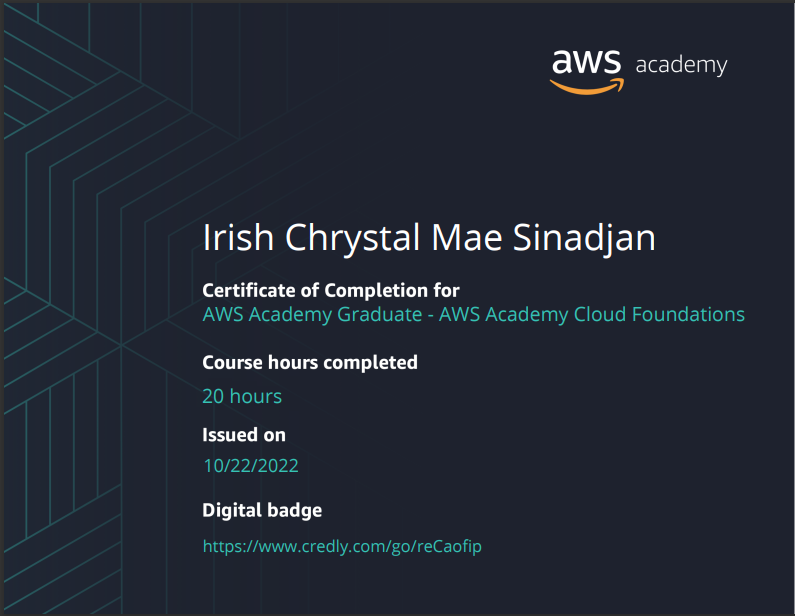 aws academy
Irish Chrystal Mae Sinadjan
Certificate of Completion for
AWS Academy Graduate - AWS Academy Cloud Foundations
Course hours completed
20 hours
Issued on
10/22/2022
Digital badge
https://www.credly.com/go/reCaofip